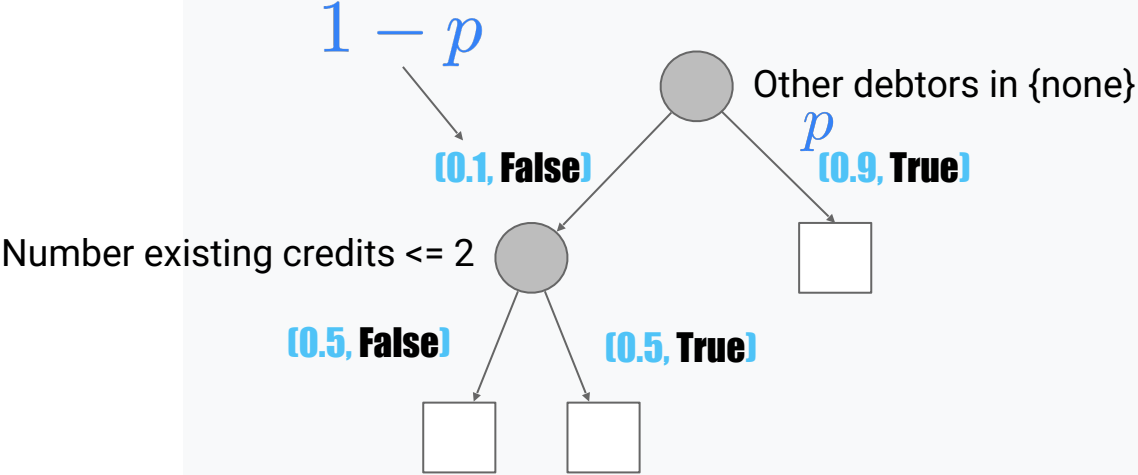 1 − p
Other debtors in {none}
p
(0.1, False)
(0.9, True)
Number existing credits <= 2
(0.5, False)
(0.5, True)